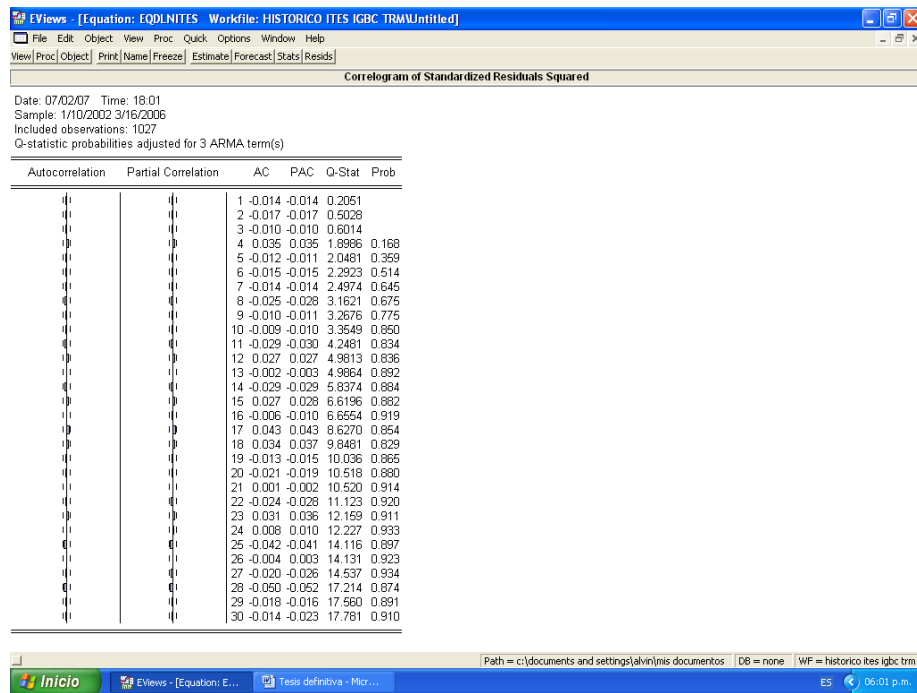 EViews - [Equation: EQDLNITES Workfile: HISTORICO ITES IGBC TRM\Untitled]
File Edit Object View Proc Quick Options Window Help
View Proc Object Print Name Freeze Estimate Forecast Stats Resids
Correlogram of Standardized Residuals Squared
Date: 07/02/07 Time: 18:01
Sample: 1/10/2002 3/16/2006
Included observations: 1027
Q-statistic probabilities adjusted for 3 ARMA term(s)
Autocorrelation Partial Correlation AC PAC Q-Stat Prob
1 -0.014 -0.014 0.2051
2 -0.017 -0.017 0.5028
3 -0.010 -0.010 0.6014
4 0.035 0.035 1.8986 0.168
5 -0.012 -0.011 2.0481 0.359
6 -0.015 -0.015 2.2923 0.514
7 -0.014 -0.014 2.4974 0.645
8 -0.025 -0.028 3.1621 0.675
9 -0.010 -0.011 3.2676 0.775
10 -0.009 -0.010 3.3549 0.850
11 -0.029 -0.030 4.2481 0.834
12 0.027 0.027 4.9813 0.836
13 -0.002 -0.003 4.9864 0.892
14 -0.029 -0.029 5.8374 0.884
15 0.027 0.028 6.6196 0.882
16 -0.006 -0.010 6.6554 0.919
17 0.043 0.043 8.6270 0.854
18 0.034 0.037 9.8481 0.829
19 -0.013 -0.015 10.036 0.865
20 -0.021 -0.019 10.518 0.880
21 0.001 -0.002 10.520 0.914
22 -0.024 -0.028 11.123 0.920
23 0.031 0.036 12.159 0.911
24 0.008 0.010 12.227 0.933
25 -0.042 -0.041 14.116 0.897
26 -0.004 0.003 14.131 0.923
27 -0.020 -0.026 14.537 0.934
28 -0.050 -0.052 17.214 0.874
29 -0.018 -0.016 17.560 0.891
30 -0.014 -0.023 17.781 0.910
Path = c:\documents and settings\alvin\mis documentos DB = none WF = historico ites igbc trm
Inicio EViews - [Equation: E... Tesis definitiva - Micr... ES 06:01 p.m.